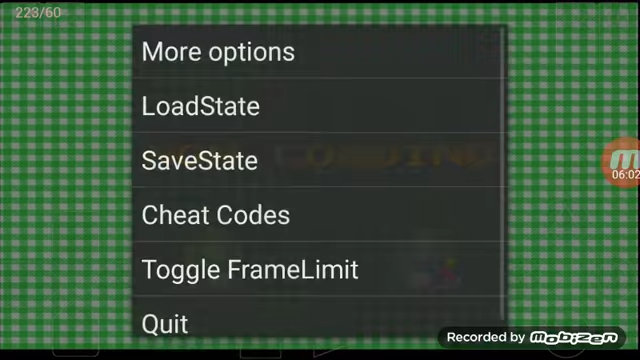 223/60
More options
LoadState
SaveState
Cheat Codes
Toggle FrameLimit
Quit
06:02
Recorded by mobizen